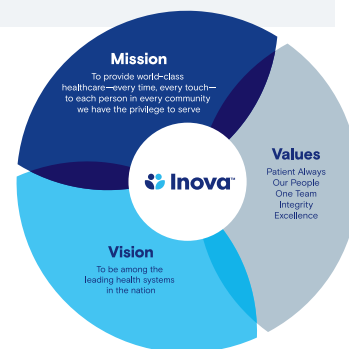 Mission
To provide world-class
healthcare—every time, every touch—
to each person in every community
we have the privilege to serve
Inova™
Values
Patient Always
Our People
One Team
Integrity
Excellence
Vision
To be among the
leading health systems
in the nation